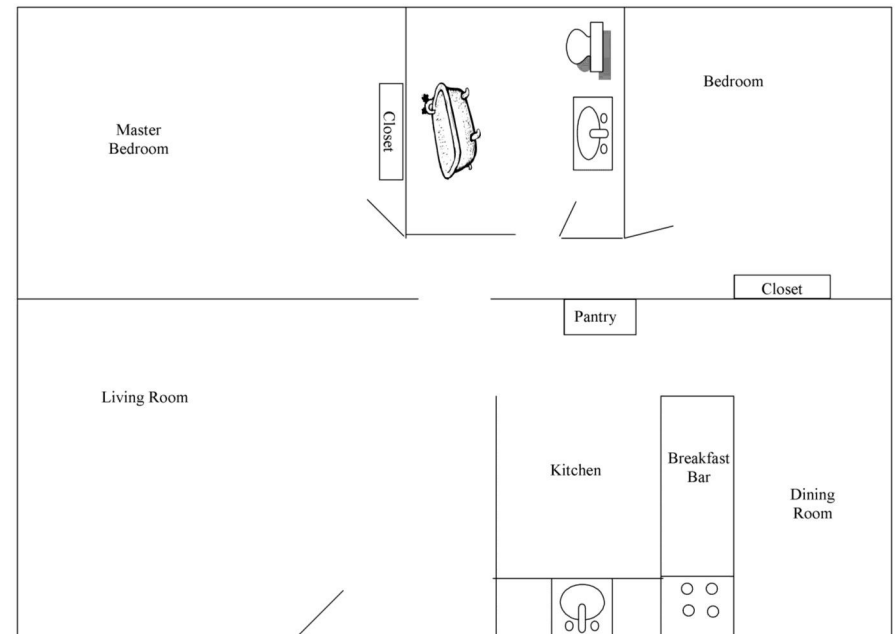 Master
Bedroom
Closet
Bedroom
Closet
Pantry
Living Room
Kitchen
Breakfast
Bar
Dining
Room